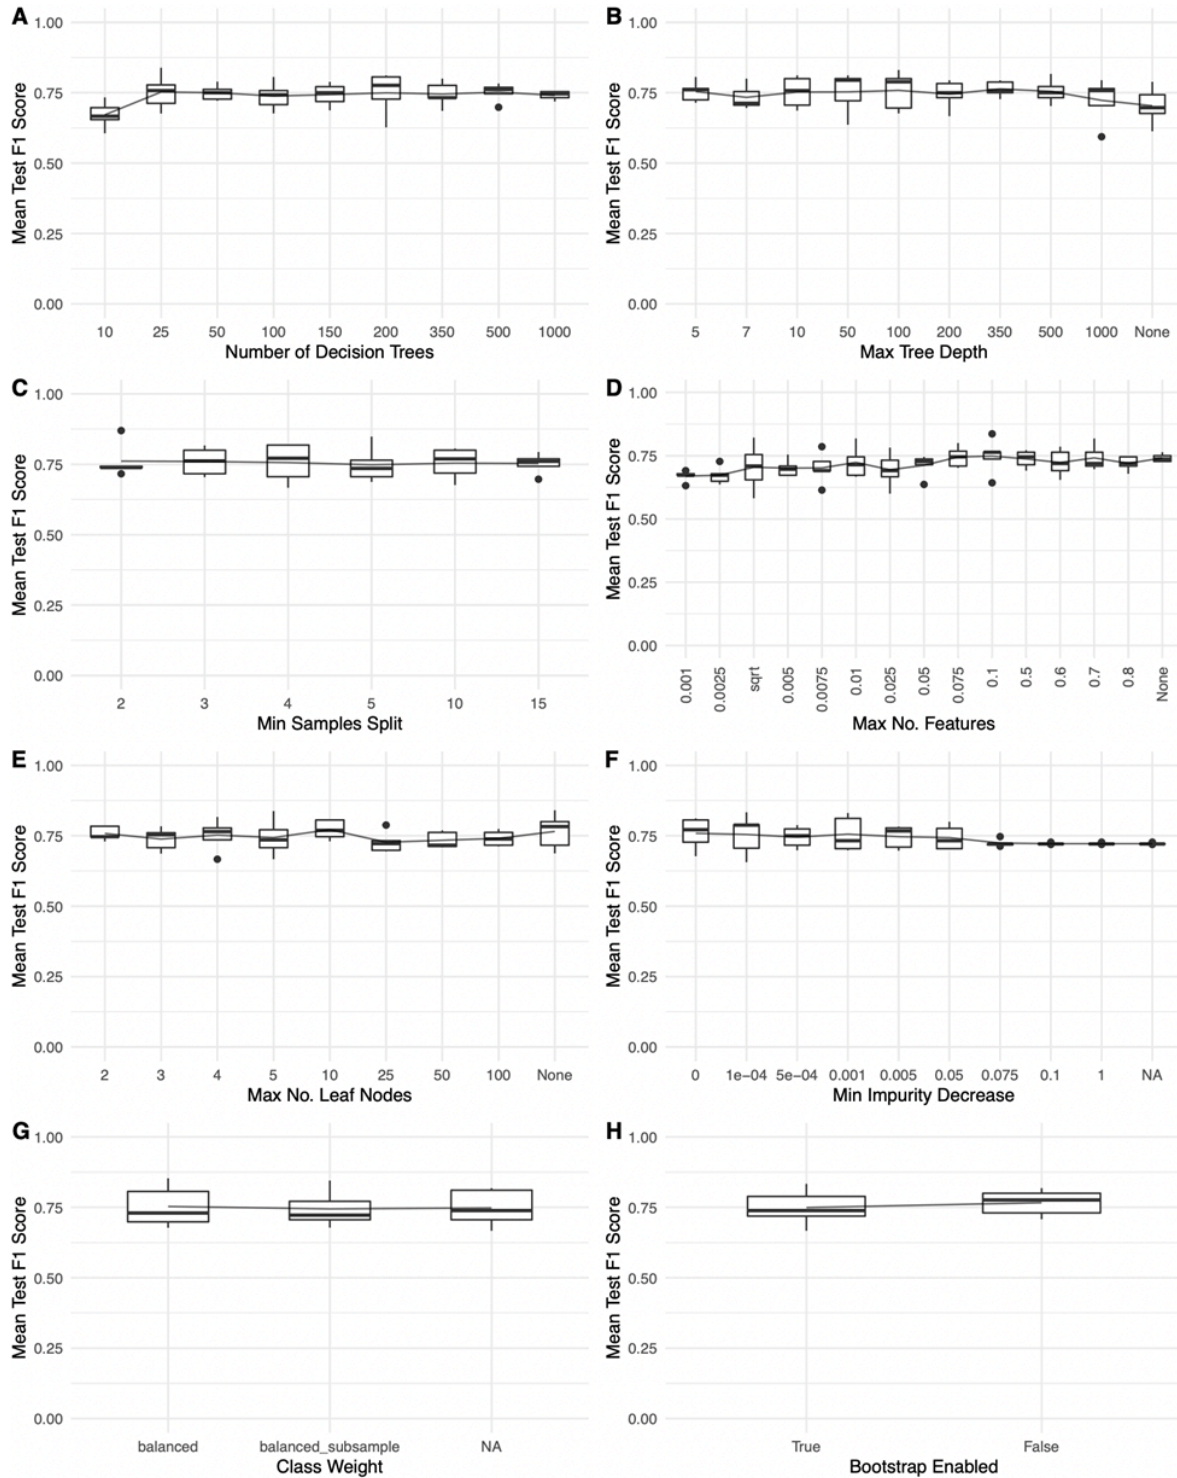 A
Mean Test F1 Score
1.00
0.75
0.50
0.25
0.00
10 25 50 100 150 200 350 500 1000
Number of Decision Trees
B
Mean Test F1 Score
1.00
0.75
0.50
0.25
0.00
5 7 10 50 100 200 350 500 1000 None
Max Tree Depth
C
Mean Test F1 Score
1.00
0.75
0.50
0.25
0.00
2 3 4 5 10 15
Min Samples Split
D
Mean Test F1 Score
1.00
0.75
0.50
0.25
0.00
0.001 0.0025 sqrt 0.005 0.0075 0.01 0.025 0.05 0.075 0.1 0.5 0.6 0.7 0.8 None
Max No. Features
E
Mean Test F1 Score
1.00
0.75
0.50
0.25
0.00
2 3 4 5 10 25 50 100 None
Max No. Leaf Nodes
F
Mean Test F1 Score
1.00
0.75
0.50
0.25
0.00
0 1e−04 5e−04 0.001 0.005 0.05 0.075 0.1 1 NA
Min Impurity Decrease
G
Mean Test F1 Score
1.00
0.75
0.50
0.25
0.00
balanced balanced_subsample NA
Class Weight
H
Mean Test F1 Score
1.00
0.75
0.50
0.25
0.00
True False
Bootstrap Enabled